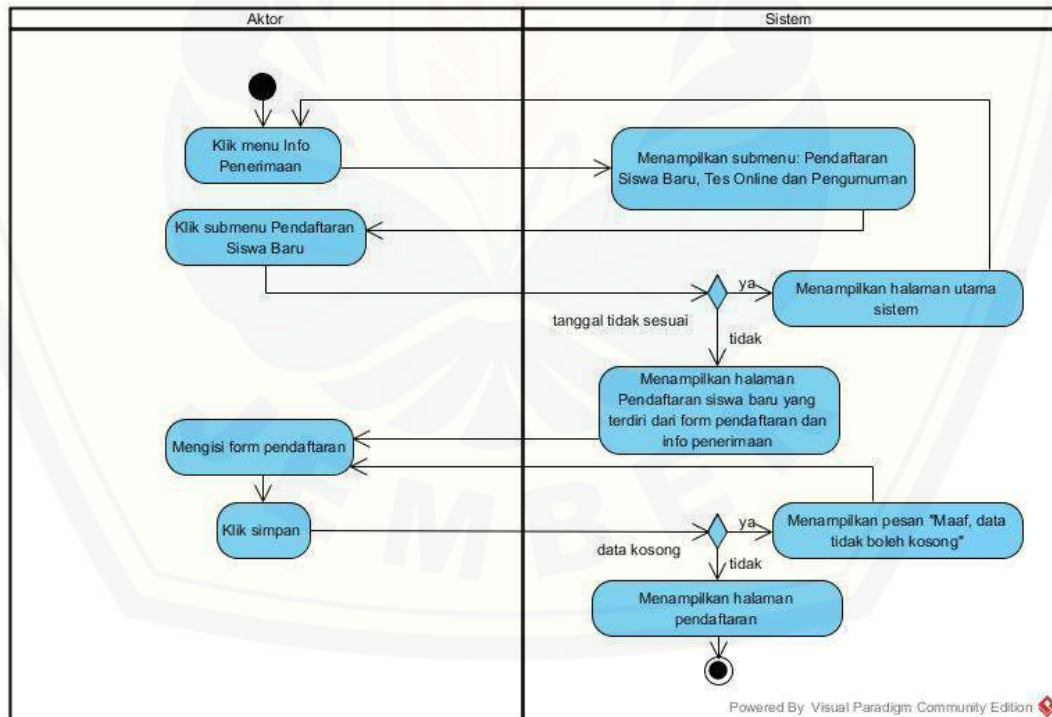 Aktor
Sistem
Klik menu Info
Penerimaan
Menampilkan submenu: Pendaftaran
Siswa Baru, Tes Online dan Pengumuman
Klik submenu Pendaftaran
Siswa Baru
tanggal tidak sesuai
ya
Menampilkan halaman utama
sistem
tidak
Menampilkan halaman
Pendaftaran siswa baru yang
terdiri dari form pendaftaran dan
info penerimaan
Mengisi form pendaftaran
Klik simpan
data kosong
ya
Menampilkan pesan "Maaf, data
tidak boleh kosong"
tidak
Menampilkan halaman
pendaftaran
JEMBER
Powered By Visual Paradigm Community Edition